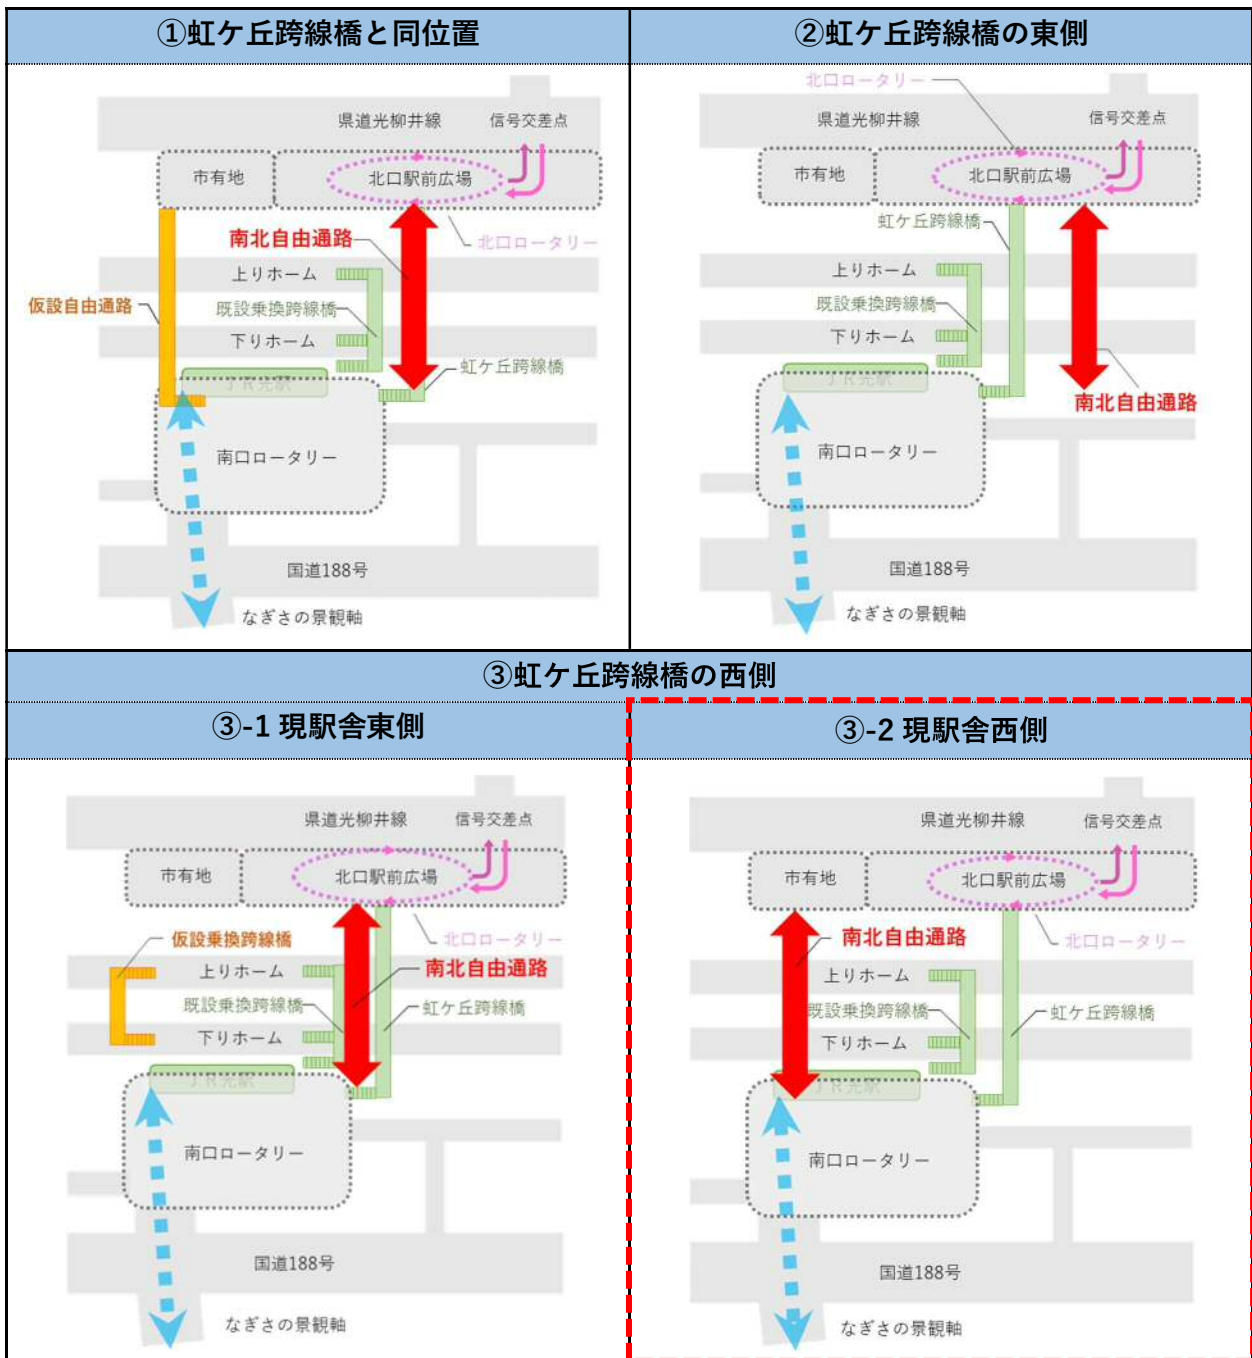 ①虹ケ丘跨線橋と同位置
県道光柳井線
信号交差点
市有地
北口駅前広場
南北自由通路
北口ロータリー
上りホーム
仮設自由通路
既設乗換跨線橋
下りホーム
虹ケ丘跨線橋
JR光駅
南口ロータリー
国道188号
なぎさの景観軸
②虹ケ丘跨線橋の東側
北口ロータリー
県道光柳井線
信号交差点
市有地
北口駅前広場
虹ケ丘跨線橋
上りホーム
既設乗換跨線橋
下りホーム
JR光駅
南北自由通路
南口ロータリー
国道188号
なぎさの景観軸
③虹ケ丘跨線橋の西側
③-1 現駅舎東側
県道光柳井線
信号交差点
市有地
北口駅前広場
仮設乗換跨線橋
北口ロータリー
上りホーム
南北自由通路
既設乗換跨線橋
虹ケ丘跨線橋
下りホーム
JR光駅
南口ロータリー
国道188号
なぎさの景観軸
③-2 現駅舎西側
県道光柳井線
信号交差点
市有地
北口駅前広場
南北自由通路
北口ロータリー
上りホーム
既設乗換跨線橋
虹ケ丘跨線橋
下りホーム
JR光駅
南口ロータリー
国道188号
なぎさの景観軸